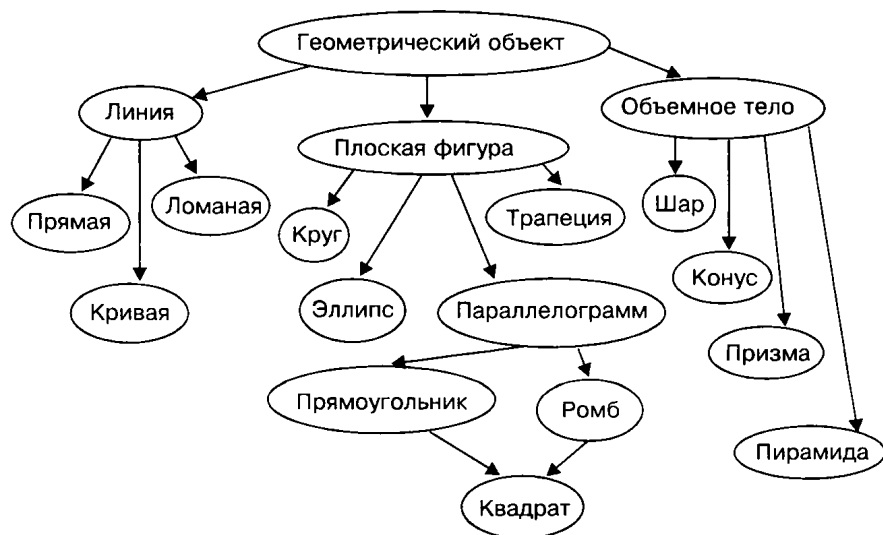 Геометрический объект
Линия
Объемное тело
Плоская фигура
Прямая
Ломаная
Круг
Трапеция
Шар
Кривая
Эллипс
Параллелограмм
Конус
Призма
Прямоугольник
Ромб
Пирамида
Квадрат